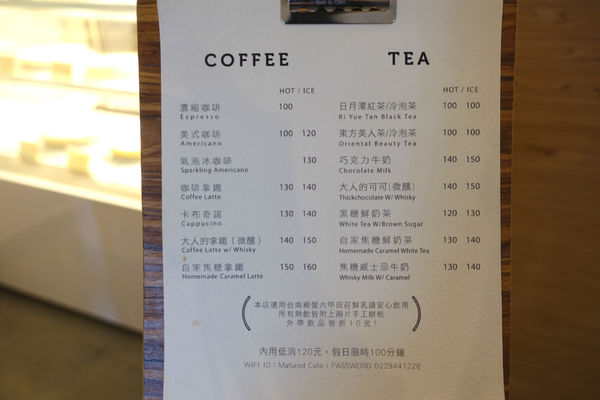 COFFEE
HOT / ICE
濃縮咖啡 100
Espresso
美式咖啡 100 120
Americano
氣泡冰咖啡 130
Sparkling Americano
咖啡拿鐵 130 140
Coffee Latte
卡布奇諾 130 140
Cappucino
大人的拿鐵（微醺） 140 150
Coffee Latte w/ Whisky
自家焦糖拿鐵 150 160
Homemade Caramel Latte
TEA
HOT / ICE
日月潭紅茶/冷泡茶 100 100
Ri Yue Tan Black Tea
東方美人茶/冷泡茶 100 100
Oriental Beauty Tea
巧克力牛奶 140 150
Chocolate Milk
大人的可可(微醺) 140 150
Thickchocolate W/ Whisky
黑糖鮮奶茶 120 130
White Tea W/Brown Sugar
自家焦糖鮮奶茶 130 140
Homemade Caramel White Tea
焦糖威士忌牛奶 130 140
Whisky Milk W/ Caramel
本店選用台南柳營六甲田莊鮮乳請安心飲用
所有熱飲皆附上兩片手工餅乾
外帶飲品皆折10元！
內用低消120元。假日限時100分鐘
WIFI ID：Matured Cafe / PASSWORD 0229441228